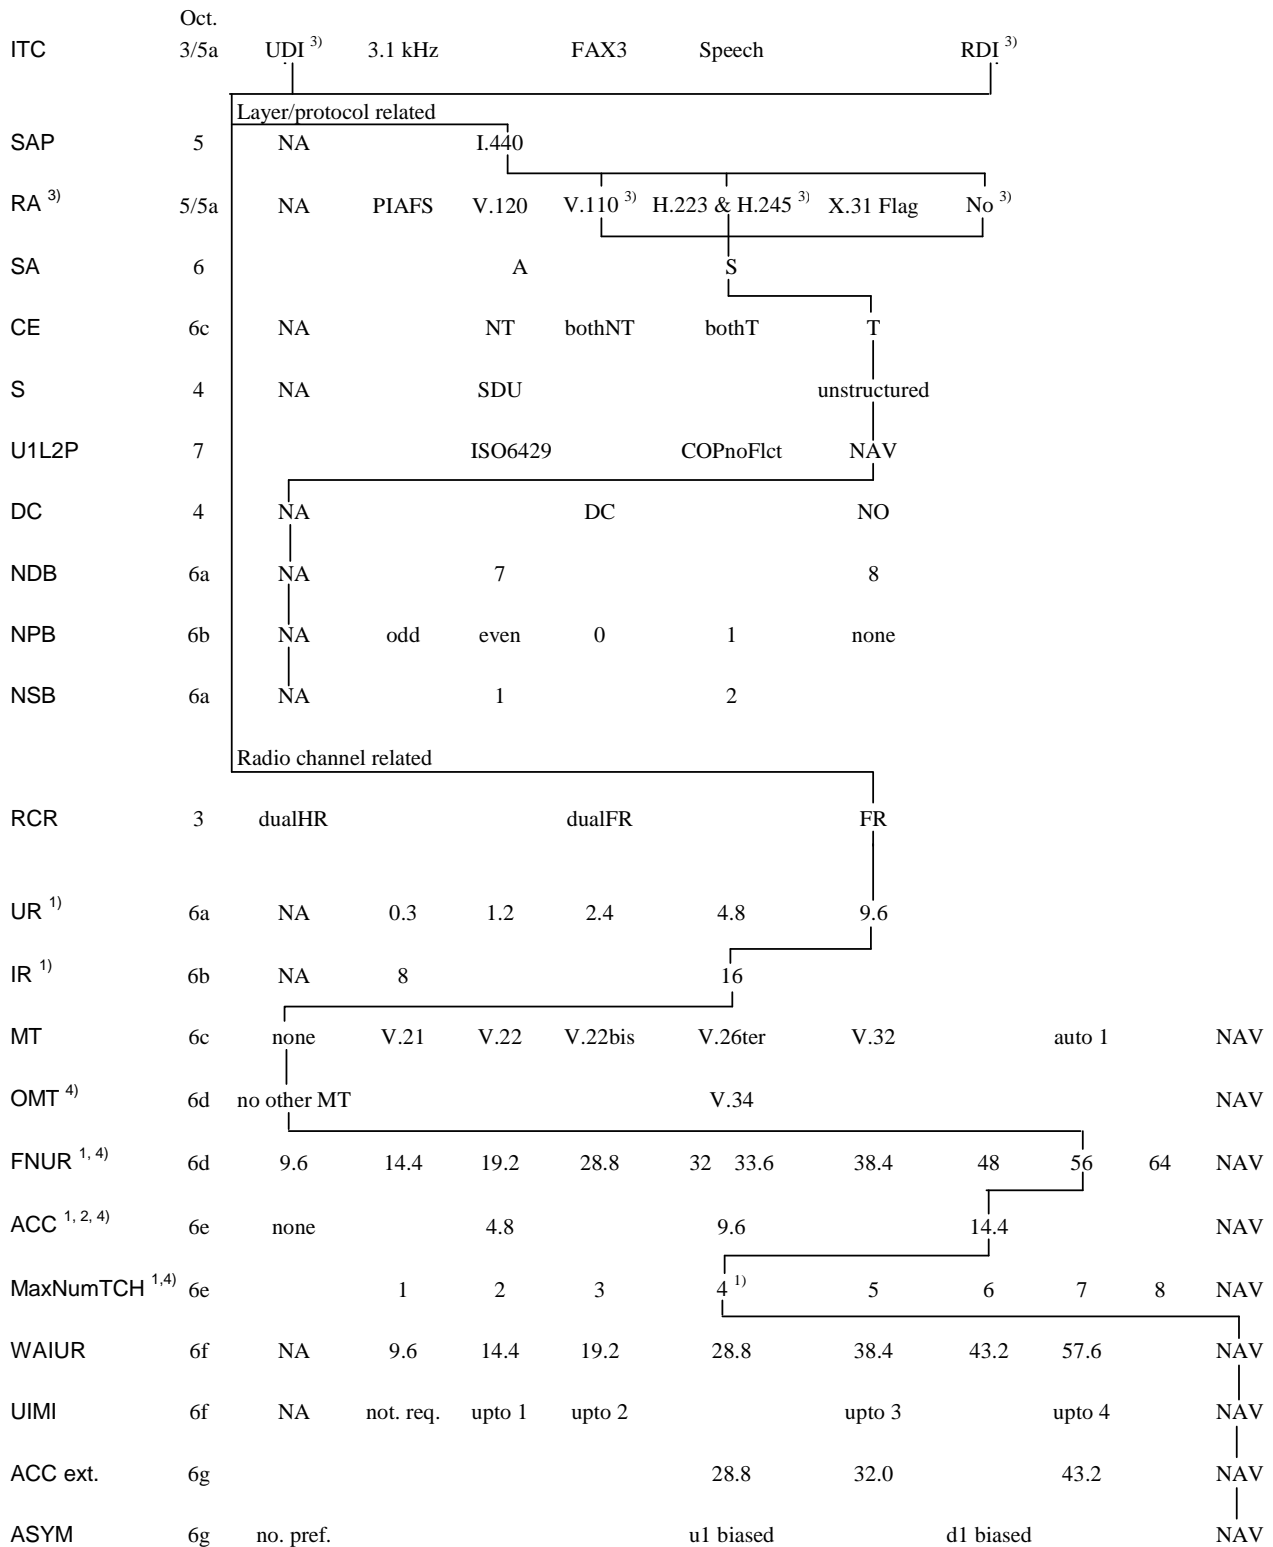 Oct.
ITC 3/5a UDI 3) 3.1 kHz FAX3 Speech RDI 3)
Layer/protocol related
SAP 5 NA I.440
RA 3) 5/5a NA PIAFS V.120 V.110 3) H.223 & H.245 3) X.31 Flag No 3)
SA 6 A S
CE 6c NA NT bothNT bothT T
S 4 NA SDU unstructured
U1L2P 7 ISO6429 COPnoFlct NAV
DC 4 NA DC NO
NDB 6a NA 7 8
NPB 6b NA odd even 0 1 none
NSB 6a NA 1 2
Radio channel related
RCR 3 dualHR dualFR FR
UR 1) 6a NA 0.3 1.2 2.4 4.8 9.6
IR 1) 6b NA 8 16
MT 6c none V.21 V.22 V.22bis V.26ter V.32 auto 1 NAV
OMT 4) 6d no other MT V.34 NAV
FNUR 1, 4) 6d 9.6 14.4 19.2 28.8 32 33.6 38.4 48 56 64 NAV
ACC 1, 2, 4) 6e none 4.8 9.6 14.4 NAV
MaxNumTCH 1,4) 6e 1 2 3 4 1) 5 6 7 8 NAV
WAIUR 6f NA 9.6 14.4 19.2 28.8 38.4 43.2 57.6 NAV
UIMI 6f NA not. req. upto 1 upto 2 upto 3 upto 4 NAV
ACC ext. 6g 28.8 32.0 43.2 NAV
ASYM 6g no. pref. u1 biased d1 biased NAV